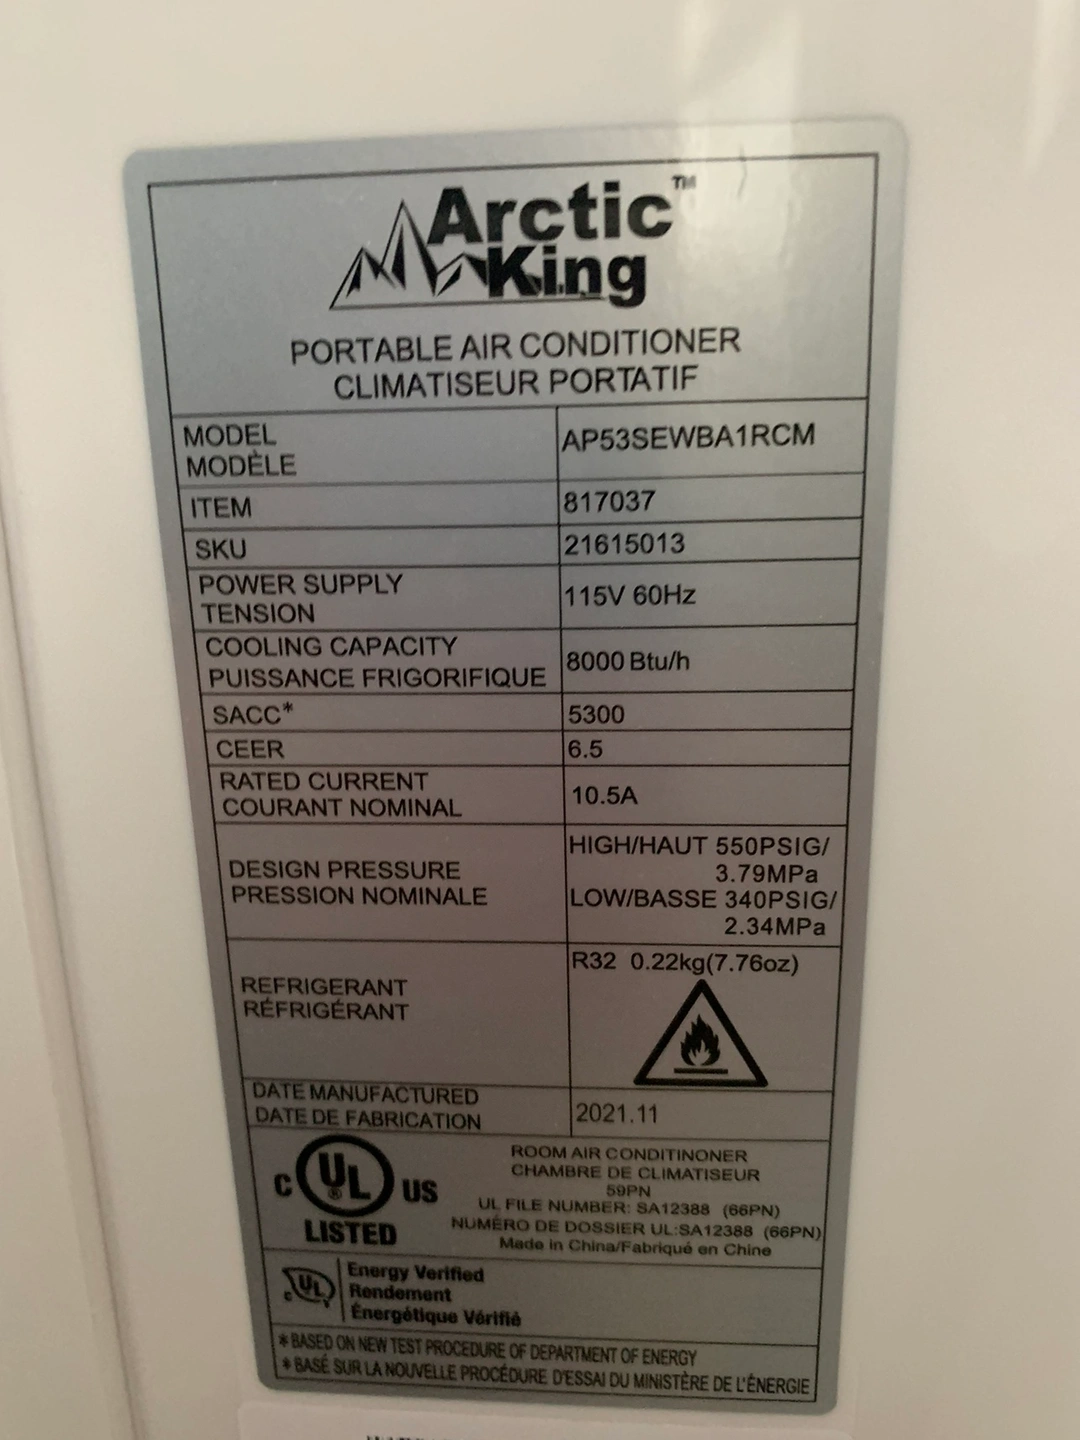 Arctic™
King
PORTABLE AIR CONDITIONER
CLIMATISEUR PORTATIF
MODEL
MODÈLE
AP53SEWBA1RCM
ITEM
817037
SKU
21615013
POWER SUPPLY
TENSION
115V 60Hz
COOLING CAPACITY
PUISSANCE FRIGORIFIQUE
8000 Btu/h
SACC*
5300
CEER
6.5
RATED CURRENT
COURANT NOMINAL
10.5A
DESIGN PRESSURE
PRESSION NOMINALE
HIGH/HAUT 550PSIG/
3.79MPa
LOW/BASSE 340PSIG/
2.34MPa
REFRIGERANT
RÉFRIGÉRANT
R32 0.22kg(7.76oz)
DATE MANUFACTURED
DATE DE FABRICATION
2021.11
C UL® US
LISTED
ROOM AIR CONDITINONER
CHAMBRE DE CLIMATISEUR
59PN
UL FILE NUMBER: SA12388 (66PN)
NUMÉRO DE DOSSIER UL:SA12388 (66PN)
Made in China/Fabriqué en Chine
c UL
Energy Verified
Rendement
Énergétique Vérifié
*BASED ON NEW TEST PROCEDURE OF DEPARTMENT OF ENERGY
*BASÉ SUR LA NOUVELLE PROCÉDURE D'ESSAI DU MINISTÈRE DE L'ÉNERGIE